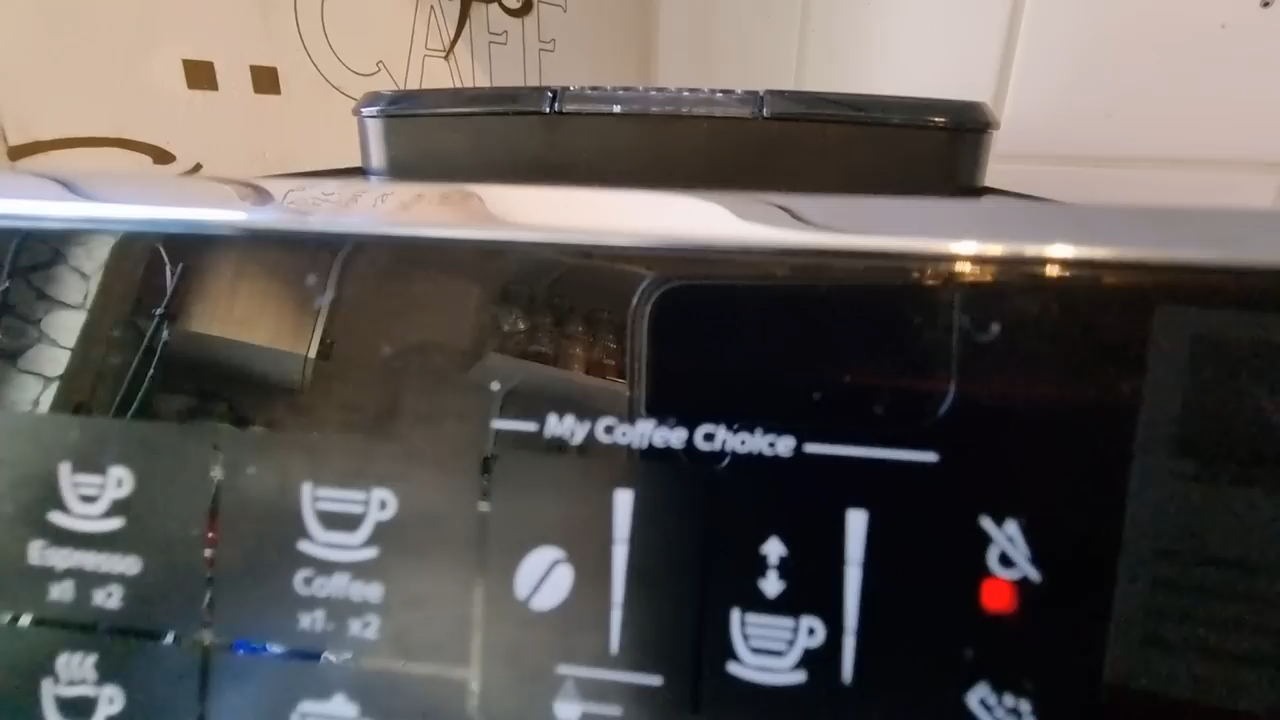 CAFE
My Coffee Choice
Espresso
x1 x2
Coffee
x1 x2